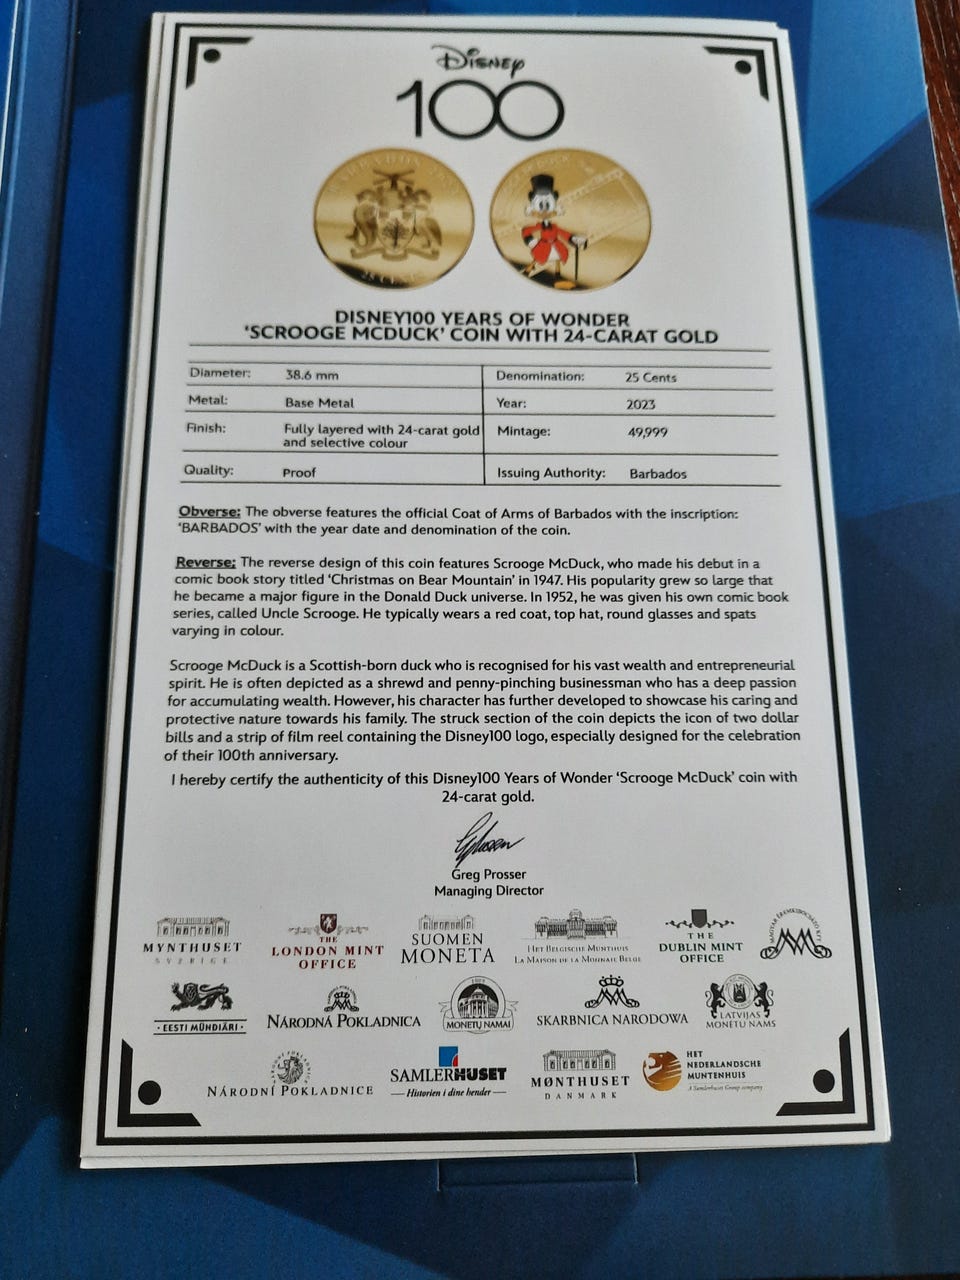 Disney
100
DISNEY100 YEARS OF WONDER
‘SCROOGE MCDUCK’ COIN WITH 24-CARAT GOLD
Diameter: 38.6 mm
Denomination: 25 Cents
Metal: Base Metal
Year: 2023
Finish: Fully layered with 24-carat gold
and selective colour
Mintage: 49,999
Quality: Proof
Issuing Authority: Barbados
Obverse: The obverse features the official Coat of Arms of Barbados with the inscription:
‘BARBADOS’ with the year date and denomination of the coin.
Reverse: The reverse design of this coin features Scrooge McDuck, who made his debut in a
comic book story titled ‘Christmas on Bear Mountain’ in 1947. His popularity grew so large that
he became a major figure in the Donald Duck universe. In 1952, he was given his own comic book
series, called Uncle Scrooge. He typically wears a red coat, top hat, round glasses and spats
varying in colour.
Scrooge McDuck is a Scottish-born duck who is recognised for his vast wealth and entrepreneurial
spirit. He is often depicted as a shrewd and penny-pinching businessman who has a deep passion
for accumulating wealth. However, his character has further developed to showcase his caring and
protective nature towards his family. The struck section of the coin depicts the icon of two dollar
bills and a strip of film reel containing the Disney100 logo, especially designed for the celebration
of their 100th anniversary.
I hereby certify the authenticity of this Disney100 Years of Wonder ‘Scrooge McDuck’ coin with
24-carat gold.
Greg Prosser
Managing Director
MYNTHUSET
SVERIGE
THE
LONDON MINT
OFFICE
SUOMEN
MONETA
HET BELGISCHE MUNTHUIS
LA MAISON DE LA MONNAIE BELGE
THE
DUBLIN MINT
OFFICE
· EESTI MÜNDIÄRI ·
NÁRODNÁ POKLADNICA
MONETŲ NAMAI
SKARBNICA NARODOWA
LATVIJAS
MONĒTU NAMS
NÁRODNÍ POKLADNICE
SAMLERHUSET
Historien i dine hender
MØNTHUSET
DANMARK
HET
NEDERLANDSCHE
MUNTENHUIS
A Samlerhuset Group company